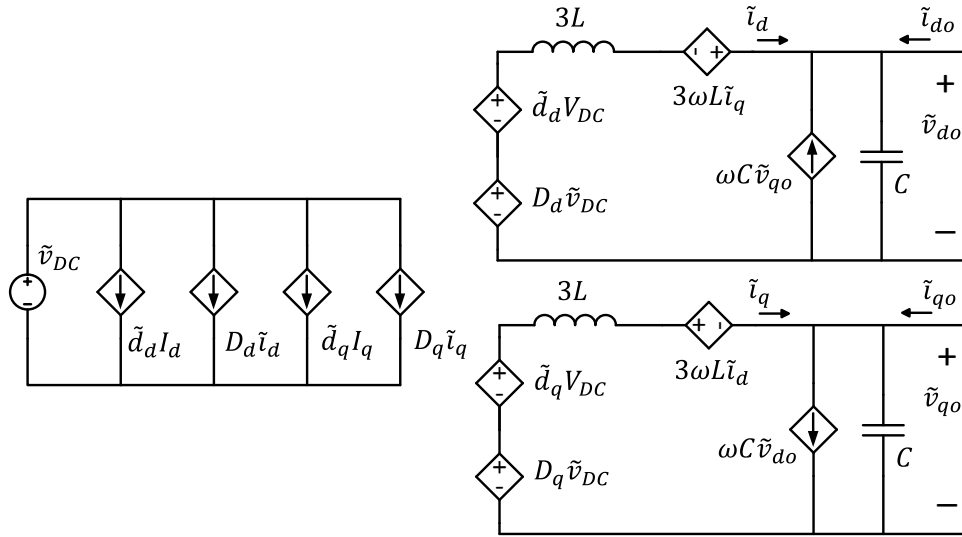 3L
ĩ_d
ĩ_do
- +
3ωLĩ_q
+
-
d̃_d V_DC
+
-
D_d ṽ_DC
ωCṽ_qo
C
+
ṽ_do
−
ṽ_DC
+
−
d̃_d I_d
D_d ĩ_d
d̃_q I_q
D_q ĩ_q
3L
ĩ_q
ĩ_qo
+ -
3ωLĩ_d
+
-
d̃_q V_DC
+
-
D_q ṽ_DC
ωCṽ_do
C
+
ṽ_qo
−